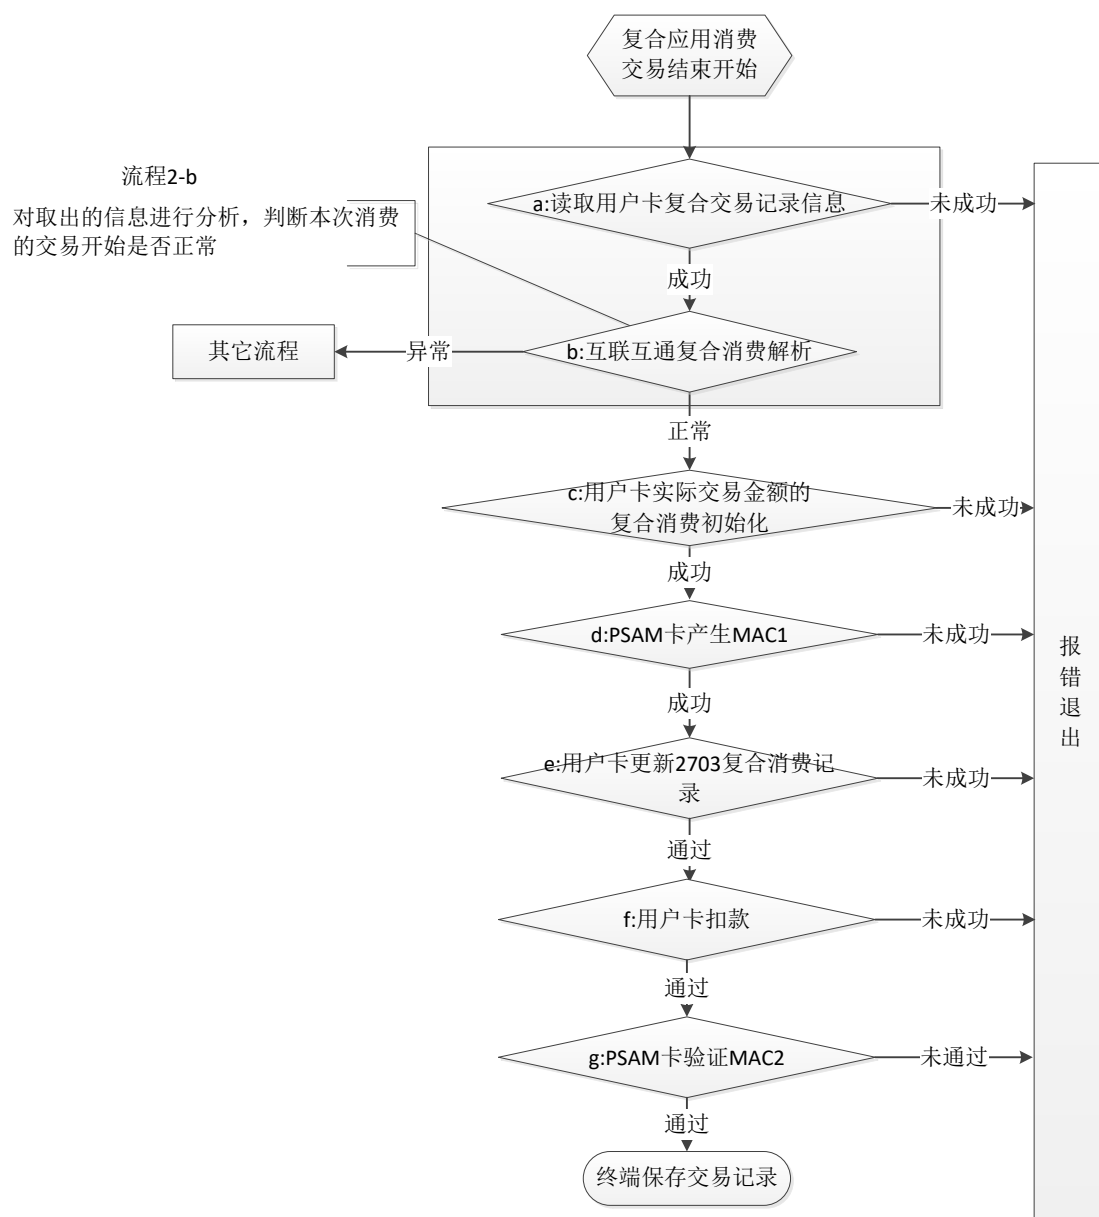 复合应用消费
交易结束开始
流程2-b
对取出的信息进行分析，判断本次消费
的交易开始是否正常
a:读取用户卡复合交易记录信息
未成功
成功
其它流程
异常
b:互联互通复合消费解析
正常
c:用户卡实际交易金额的
复合消费初始化
未成功
成功
d:PSAM卡产生MAC1
未成功
成功
e:用户卡更新2703复合消费记
录
未成功
通过
f:用户卡扣款
未成功
通过
g:PSAM卡验证MAC2
未通过
通过
终端保存交易记录
报
错
退
出